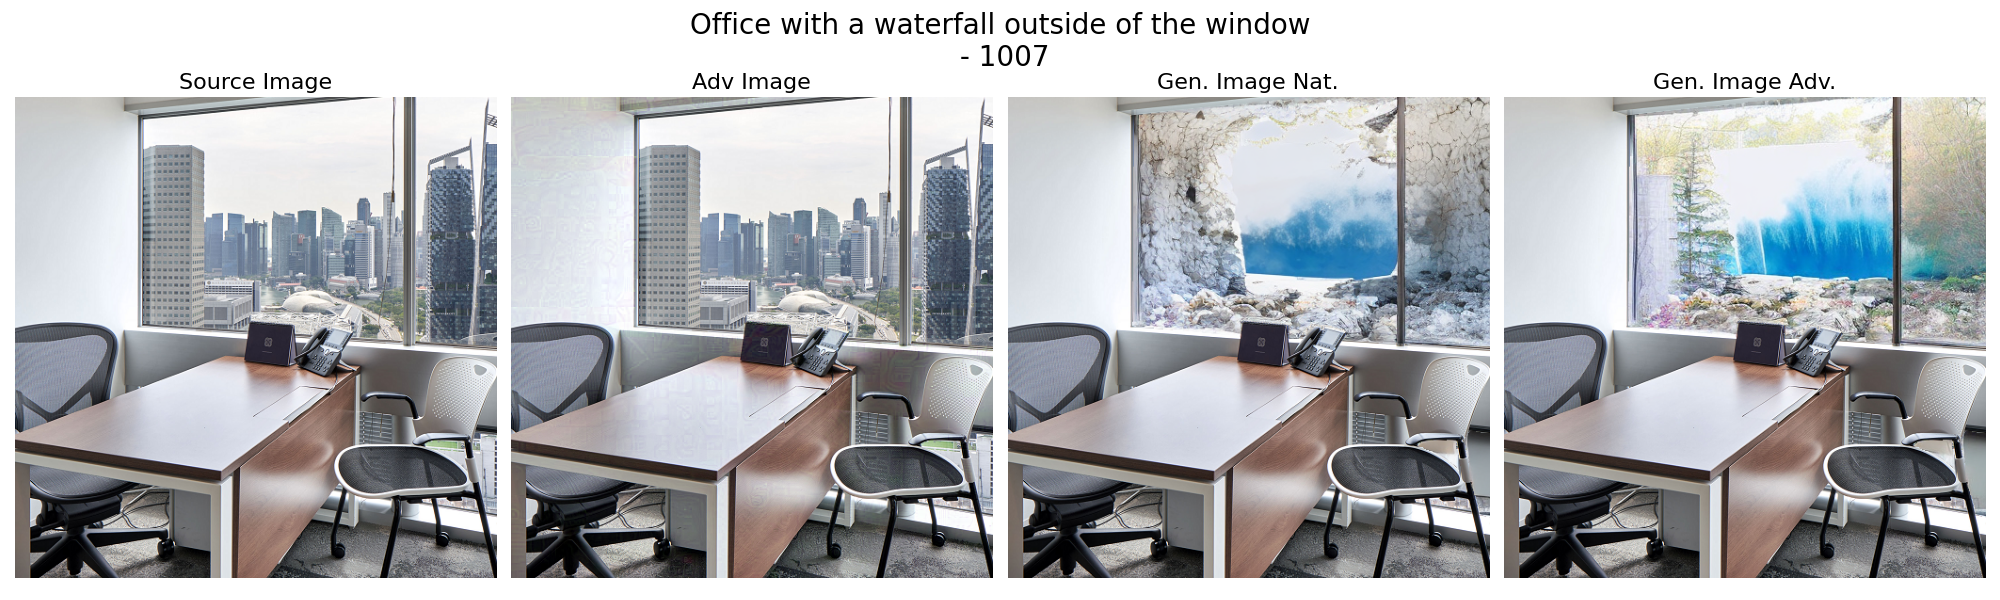 Office with a waterfall outside of the window
- 1007
Source Image
Adv Image
Gen. Image Nat.
Gen. Image Adv.